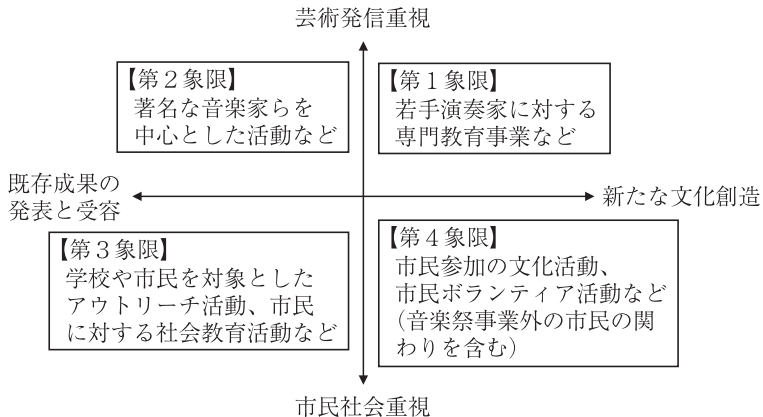 芸術発信重視
【第２象限】
著名な音楽家らを
中心とした活動など
【第１象限】
若手演奏家に対する
専門教育事業など
既存成果の
発表と受容
新たな文化創造
【第３象限】
学校や市民を対象とした
アウトリーチ活動、市民
に対する社会教育活動など
【第４象限】
市民参加の文化活動、
市民ボランティア活動など
（音楽祭事業外の市民の関
わりを含む）
市民社会重視